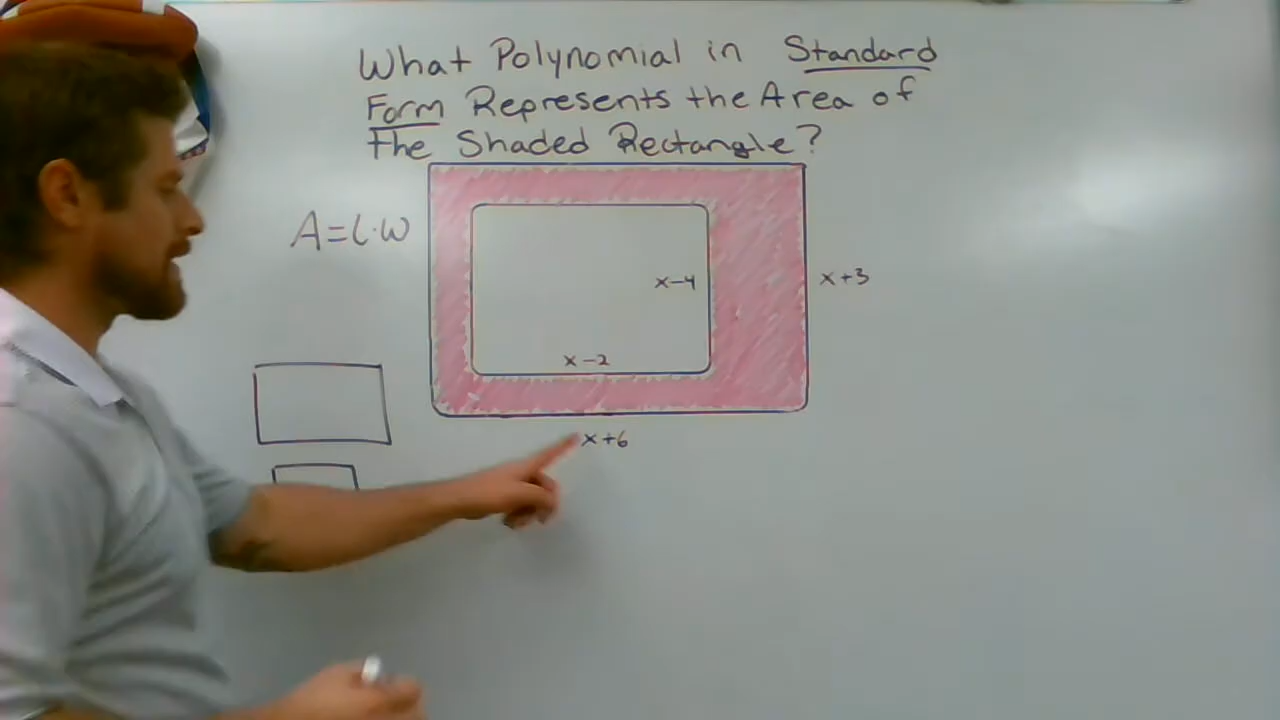 What Polynomial in Standard
Form Represents the Area of
the Shaded Rectangle?
A=l·w
x-4
x+3
x-2
x+6